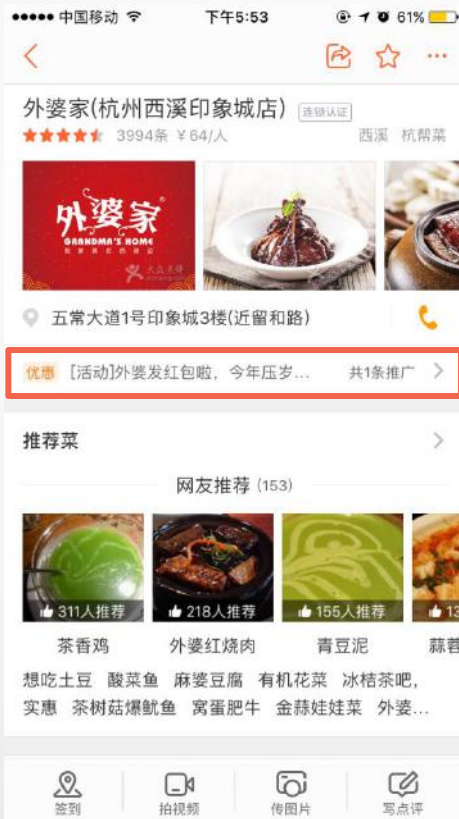 中国移动 下午5:53 61%
外婆家(杭州西溪印象城店) 连锁认证
3994条 ¥64/人 西溪 杭帮菜
外婆家
GRANDMA'S HOME
大众点评
五常大道1号印象城3楼(近留和路)
优惠 [活动]外婆发红包啦，今年压岁... 共1条推广
推荐菜
网友推荐 (153)
311人推荐 218人推荐 155人推荐 13
茶香鸡 外婆红烧肉 青豆泥 蒜蓉
想吃土豆 酸菜鱼 麻婆豆腐 有机花菜 冰桔茶吧,
实惠 茶树菇爆鱿鱼 窝蛋肥牛 金蒜娃娃菜 外婆...
签到 拍视频 传图片 写点评